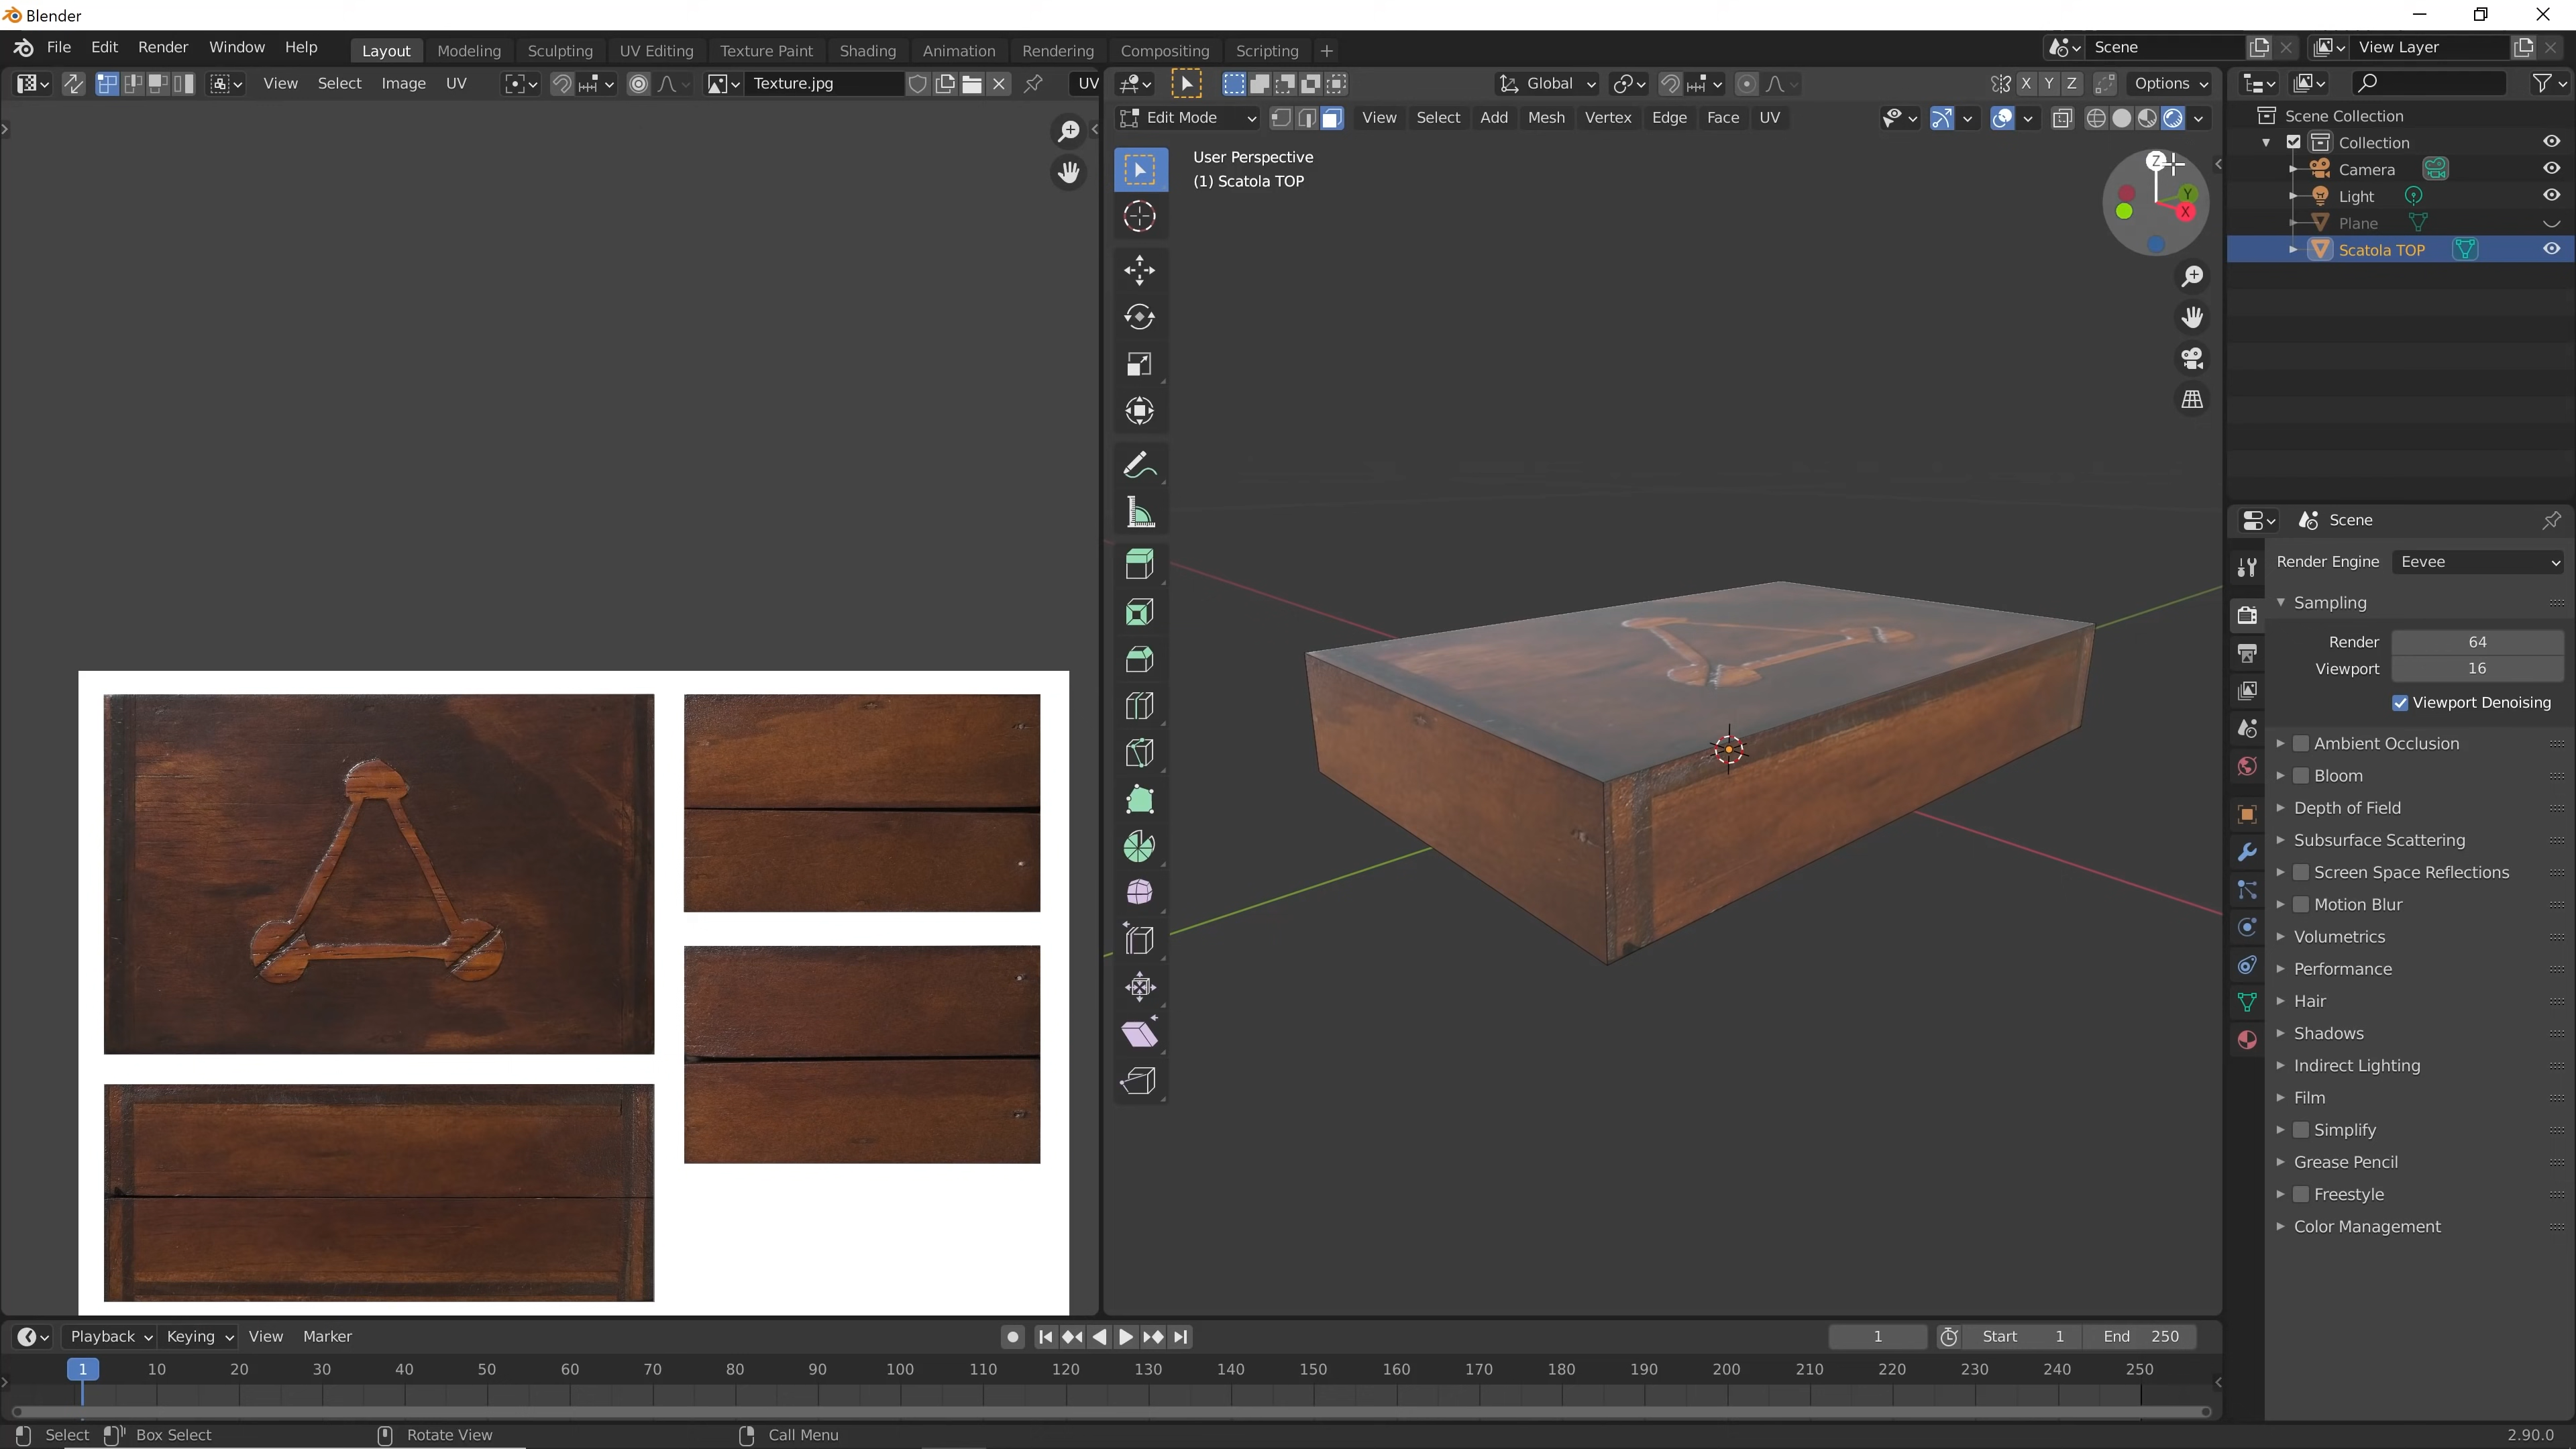 Blender
File Edit Render Window Help Layout Modeling Sculpting UV Editing Texture Paint Shading Animation Rendering Compositing Scripting + Scene View Layer
View Select Image UV Texture.jpg UV Global X Y Z Options
Edit Mode View Select Add Mesh Vertex Edge Face UV
User Perspective
(1) Scatola TOP
Z
Y
X
Scene Collection
Collection
Camera
Light
Plane
Scatola TOP
Scene
Render Engine Eevee
Sampling
Render 64
Viewport 16
Viewport Denoising
Ambient Occlusion
Bloom
Depth of Field
Subsurface Scattering
Screen Space Reflections
Motion Blur
Volumetrics
Performance
Hair
Shadows
Indirect Lighting
Film
Simplify
Grease Pencil
Freestyle
Color Management
Playback Keying View Marker 1 Start 1 End 250
1 10 20 30 40 50 60 70 80 90 100 110 120 130 140 150 160 170 180 190 200 210 220 230 240 250
Select Box Select Rotate View Call Menu 2.90.0